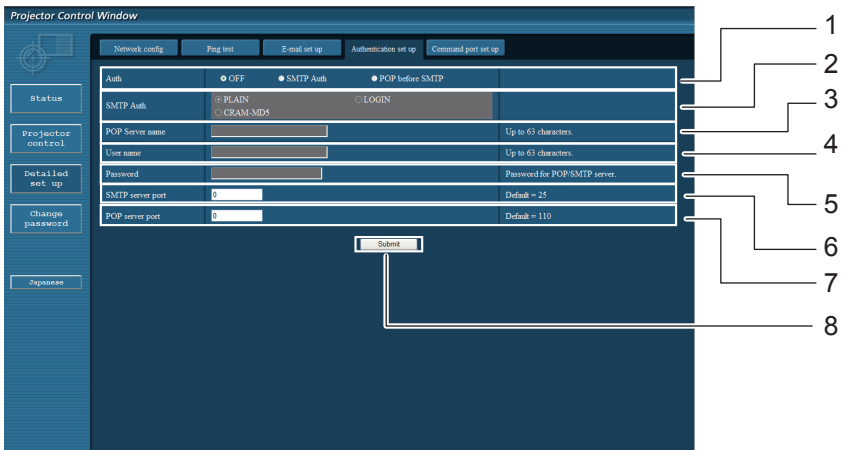 Projector Control Window
Network config Ping test E-mail set up Authentication set up Command port set up
Status
Projector control
Detailed set up
Change password
Japanese
Auth OFF SMTP Auth POP before SMTP
SMTP Auth PLAIN LOGIN
CRAM-MD5
POP Server name Up to 63 characters.
User name Up to 63 characters.
Password Password for POP/SMTP server.
SMTP server port 0 Default = 25
POP server port 0 Default = 110
Submit
1
2
3
4
5
6
7
8